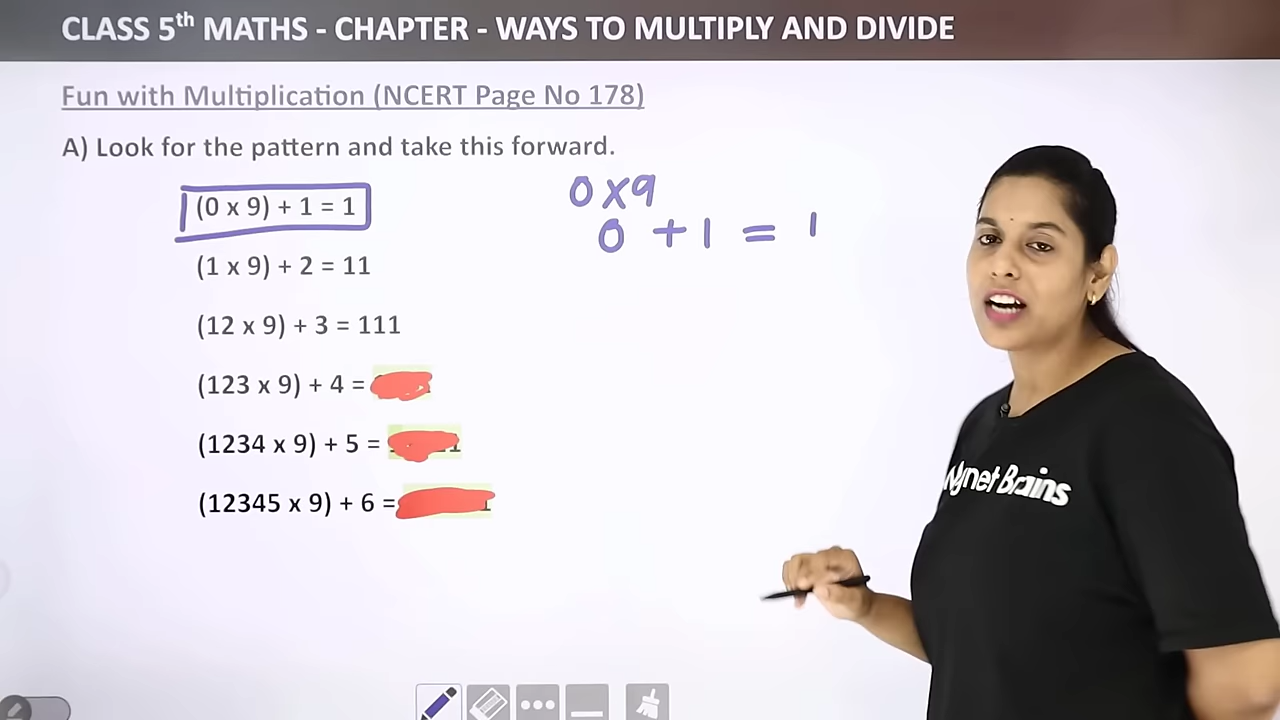 CLASS 5th MATHS - CHAPTER - WAYS TO MULTIPLY AND DIVIDE
Fun with Multiplication (NCERT Page No 178)
A) Look for the pattern and take this forward.
(0 x 9) + 1 = 1
0 x 9
0 + 1 = 1
(1 x 9) + 2 = 11
(12 x 9) + 3 = 111
(123 x 9) + 4 =
(1234 x 9) + 5 =
(12345 x 9) + 6 =
Magnet Brains